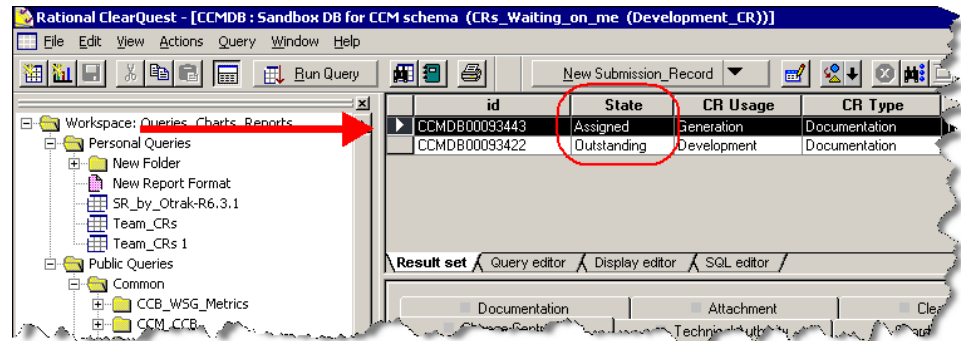 Rational ClearQuest - [CCMDB : Sandbox DB for CCM schema (CRs_Waiting_on_me (Development_CR))]
File Edit View Actions Query Window Help
Run Query New Submission_Record
id State CR Usage CR Type
CCMDB00093443 Assigned Generation Documentation
CCMDB00093422 Outstanding Development Documentation
Workspace: Queries, Charts, Reports
Personal Queries
New Folder
New Report Format
SR_by_Otrak-R6.3.1
Team_CRs
Team_CRs 1
Public Queries
Common
CCB_WSG_Metrics
CCM_CCB
Result set Query editor Display editor SQL editor
Documentation Attachment Clea